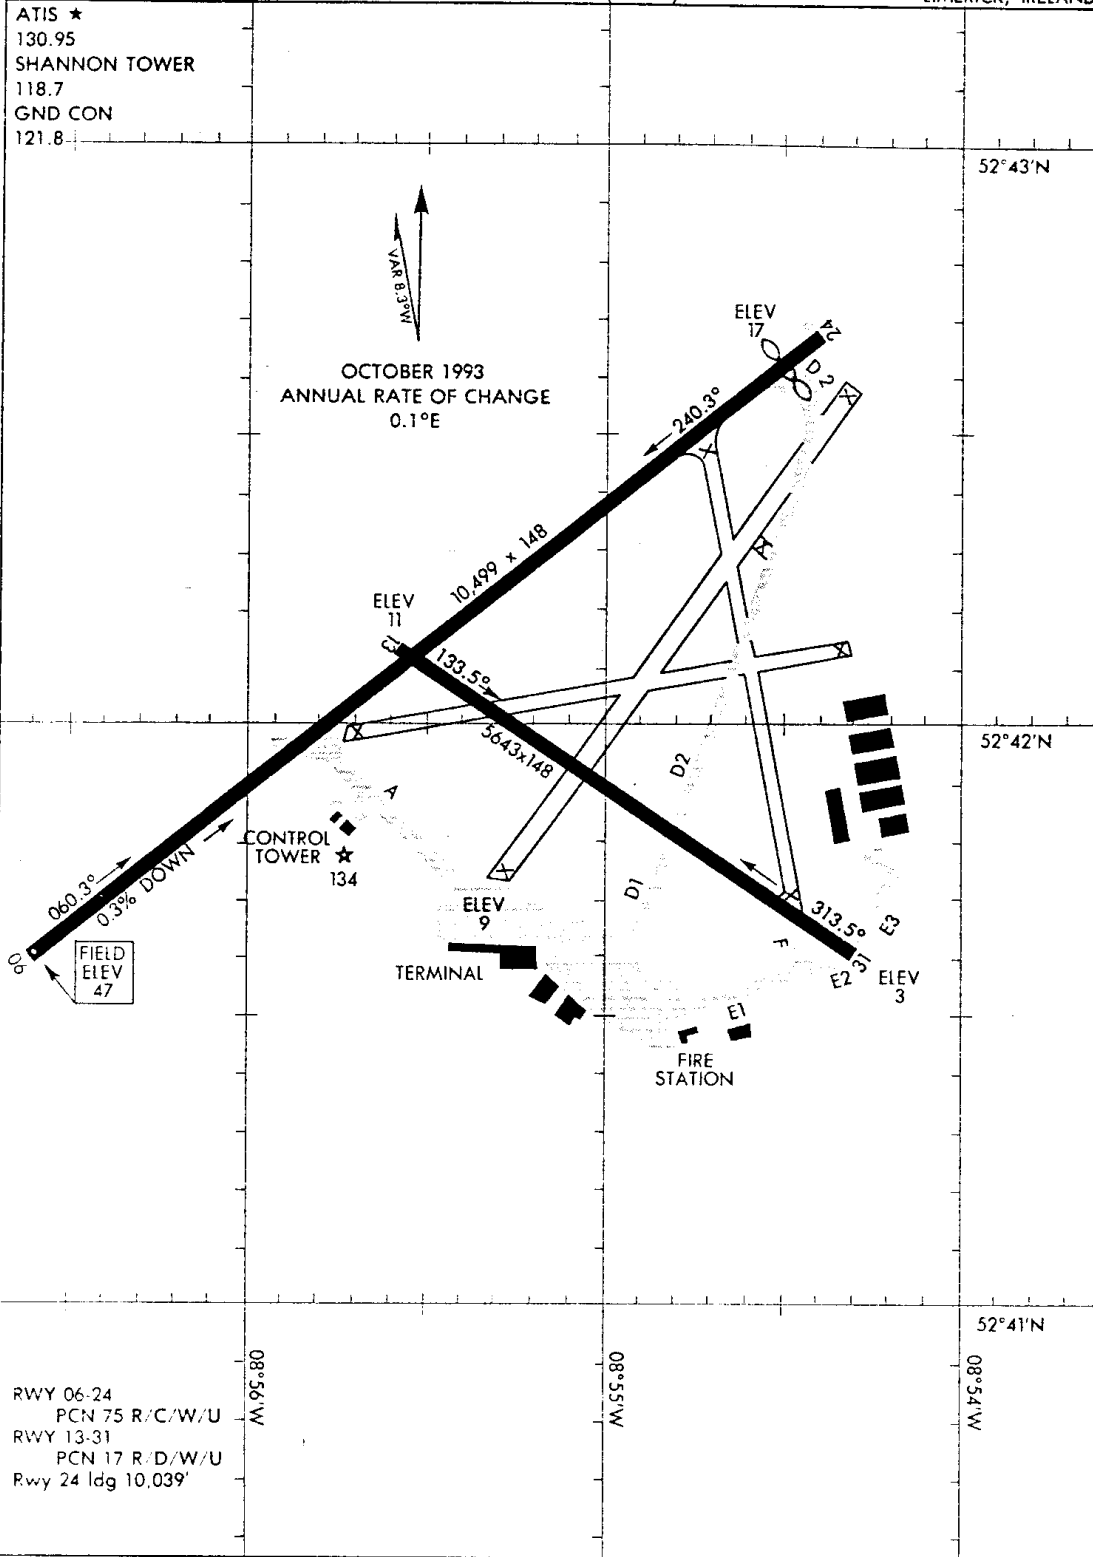 LIMERICK, IRELAND
ATIS ★
130.95
SHANNON TOWER
118.7
GND CON
121.8
52°43'N
VAR 8.3°W
OCTOBER 1993
ANNUAL RATE OF CHANGE
0.1°E
ELEV
17
24
D 2
X
240.3°
X
10,499 x 148
X
ELEV
11
13
133.5°
X
X
5643x148
52°42'N
D2
A
CONTROL
TOWER
134
060.3°
0.3% DOWN
X
ELEV
9
D1
313.5°
E3
F
06
FIELD
ELEV
47
TERMINAL
E2
31
ELEV
3
E1
FIRE
STATION
52°41'N
08°56'W
08°55'W
08°54'W
RWY 06-24
PCN 75 R/C/W/U
RWY 13-31
PCN 17 R/D/W/U
Rwy 24 ldg 10,039'